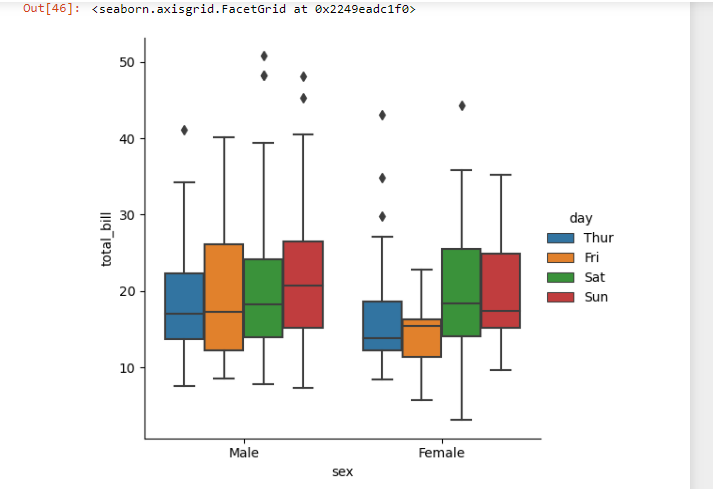 Out[46]: <seaborn.axisgrid.FacetGrid at 0x2249eadc1f0>
50
40
30
20
10
total_bill
Male
Female
sex
day
Thur
Fri
Sat
Sun